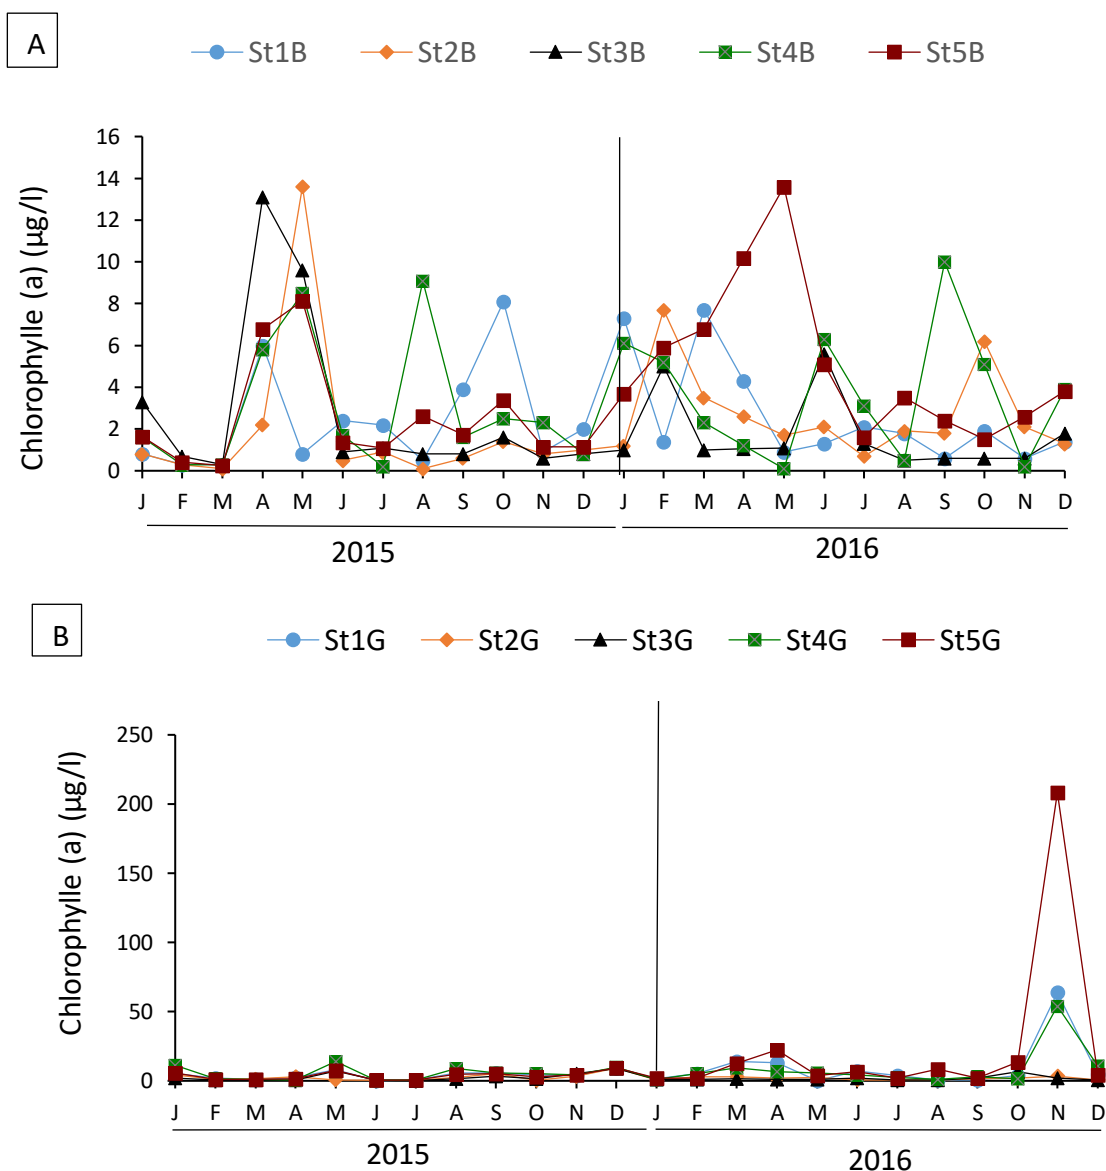 A
St1B St2B St3B St4B St5B
Chlorophylle (a) (µg/l)
16
14
12
10
8
6
4
2
0
J F M A M J J A S O N D J F M A M J J A S O N D
2015 2016
B
St1G St2G St3G St4G St5G
Chlorophylle (a) (µg/l)
250
200
150
100
50
0
J F M A M J J A S O N D J F M A M J J A S O N D
2015 2016